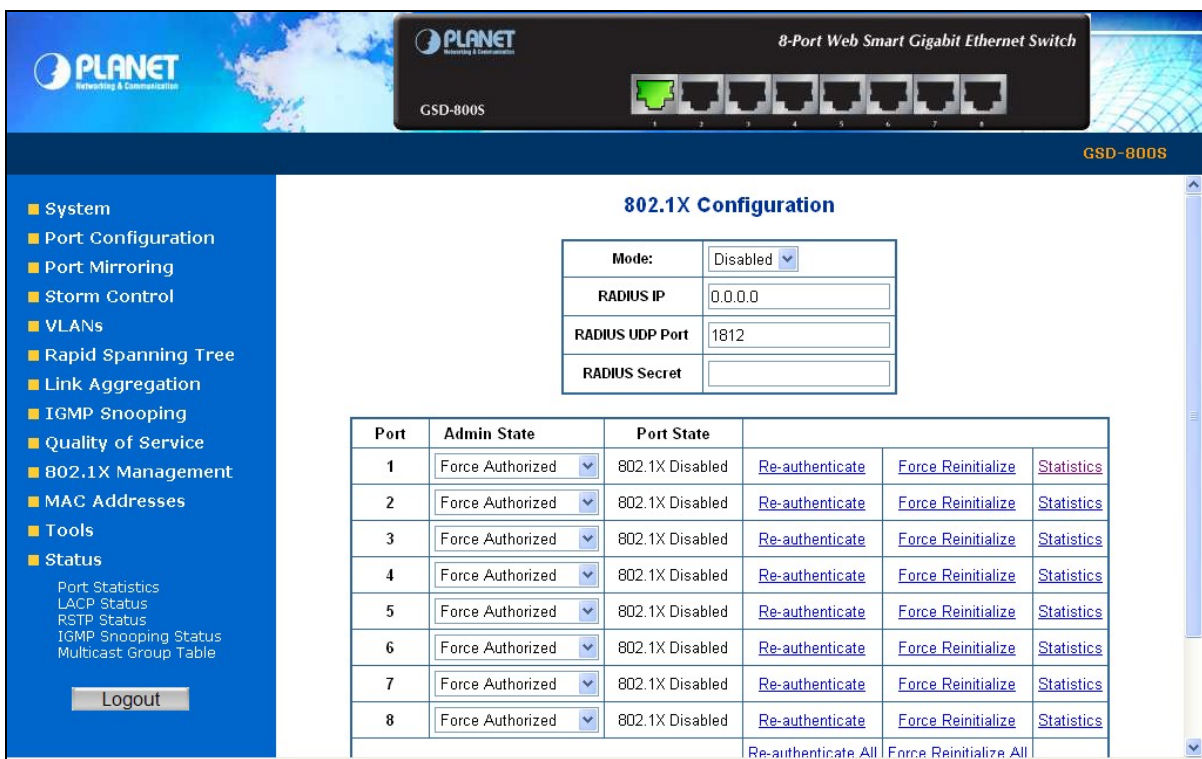 PLANET
Networking & Communication
PLANET
Networking & Communication
8-Port Web Smart Gigabit Ethernet Switch
GSD-800S
1 2 3 4 5 6 7 8
GSD-800S
System
Port Configuration
Port Mirroring
Storm Control
VLANs
Rapid Spanning Tree
Link Aggregation
IGMP Snooping
Quality of Service
802.1X Management
MAC Addresses
Tools
Status
Port Statistics
LACP Status
RSTP Status
IGMP Snooping Status
Multicast Group Table
Logout
802.1X Configuration
Mode: Disabled
RADIUS IP 0.0.0.0
RADIUS UDP Port 1812
RADIUS Secret
Port Admin State Port State
1 Force Authorized 802.1X Disabled Re-authenticate Force Reinitialize Statistics
2 Force Authorized 802.1X Disabled Re-authenticate Force Reinitialize Statistics
3 Force Authorized 802.1X Disabled Re-authenticate Force Reinitialize Statistics
4 Force Authorized 802.1X Disabled Re-authenticate Force Reinitialize Statistics
5 Force Authorized 802.1X Disabled Re-authenticate Force Reinitialize Statistics
6 Force Authorized 802.1X Disabled Re-authenticate Force Reinitialize Statistics
7 Force Authorized 802.1X Disabled Re-authenticate Force Reinitialize Statistics
8 Force Authorized 802.1X Disabled Re-authenticate Force Reinitialize Statistics
Re-authenticate All Force Reinitialize All